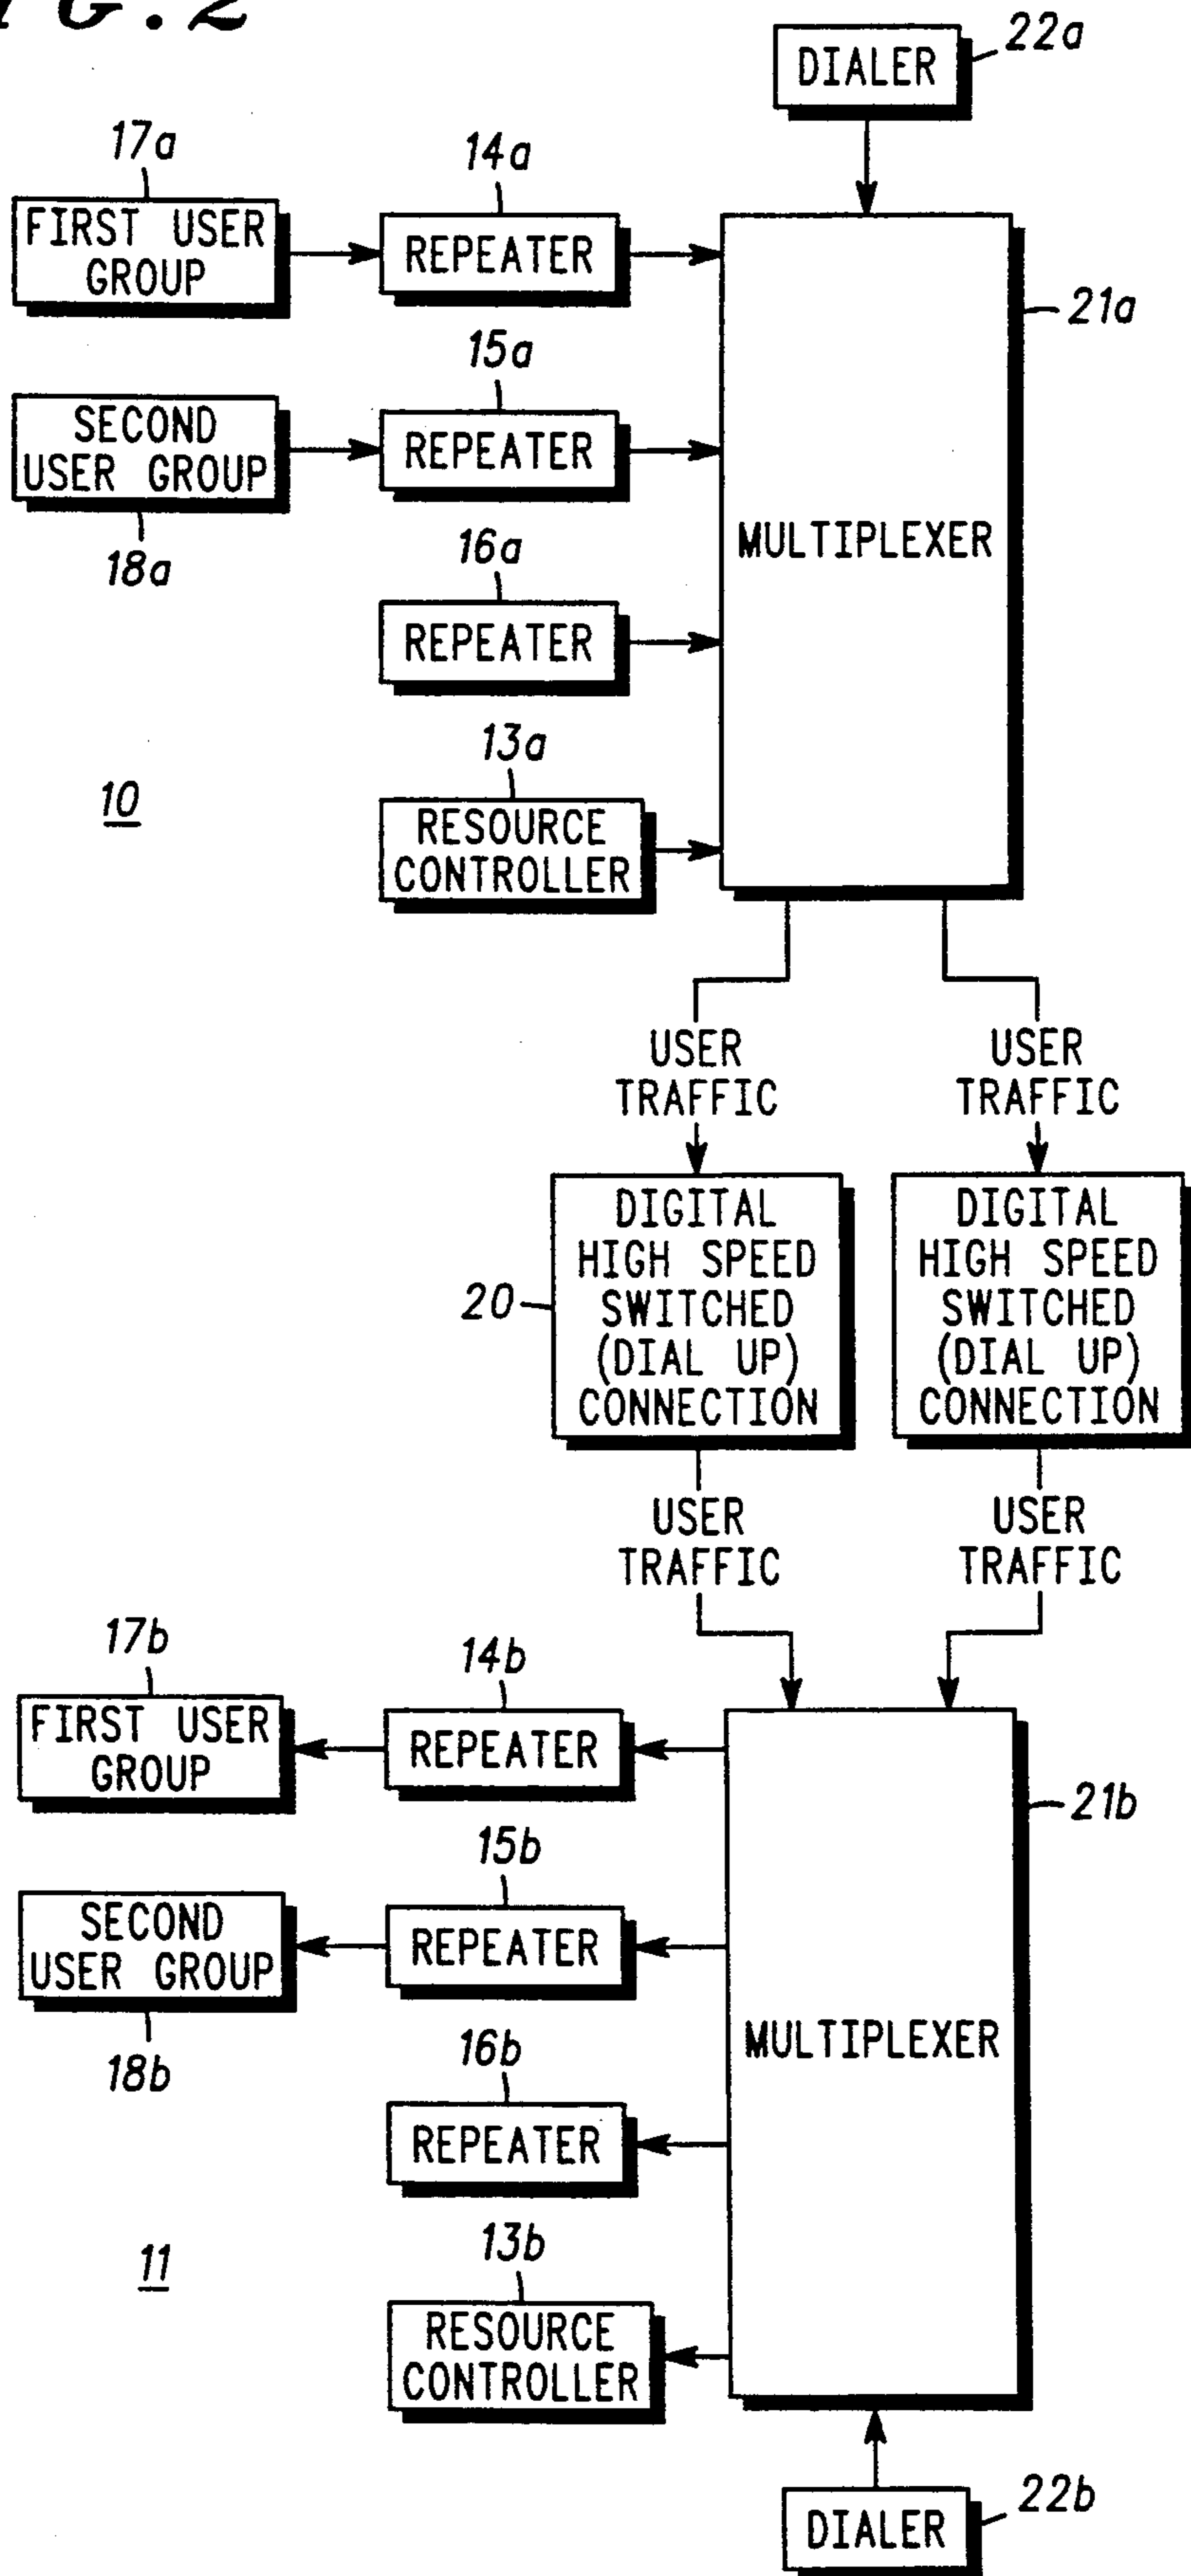 FIG.2
DIALER
22a
17a
14a
FIRST USER
GROUP
REPEATER
21a
15a
SECOND
USER GROUP
REPEATER
18a
MULTIPLEXER
16a
REPEATER
13a
10
RESOURCE
CONTROLLER
USER
TRAFFIC
USER
TRAFFIC
20
DIGITAL
HIGH SPEED
SWITCHED
(DIAL UP)
CONNECTION
DIGITAL
HIGH SPEED
SWITCHED
(DIAL UP)
CONNECTION
USER
TRAFFIC
USER
TRAFFIC
17b
14b
FIRST USER
GROUP
REPEATER
21b
15b
SECOND
USER GROUP
REPEATER
18b
MULTIPLEXER
16b
REPEATER
13b
11
RESOURCE
CONTROLLER
22b
DIALER